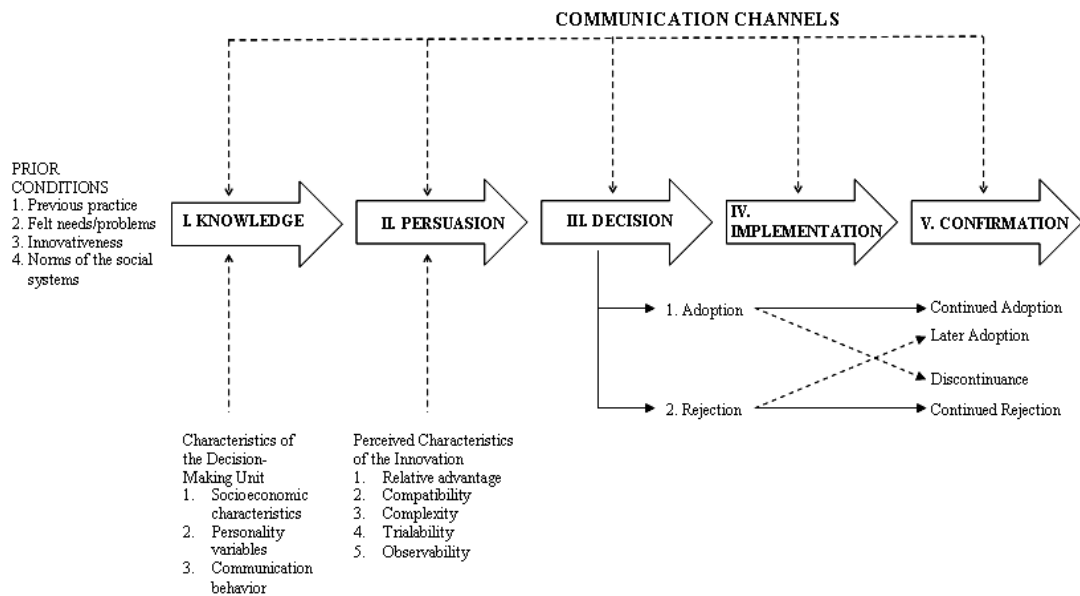 COMMUNICATION CHANNELS
PRIOR
CONDITIONS
1. Previous practice
2. Felt needs/problems
3. Innovativeness
4. Norms of the social
systems
I. KNOWLEDGE
II. PERSUASION
III. DECISION
IV.
IMPLEMENTATION
V. CONFIRMATION
1. Adoption
2. Rejection
Continued Adoption
Later Adoption
Discontinuance
Continued Rejection
Characteristics of
the Decision-
Making Unit
1. Socioeconomic
characteristics
2. Personality
variables
3. Communication
behavior
Perceived Characteristics
of the Innovation
1. Relative advantage
2. Compatibility
3. Complexity
4. Trialability
5. Observability